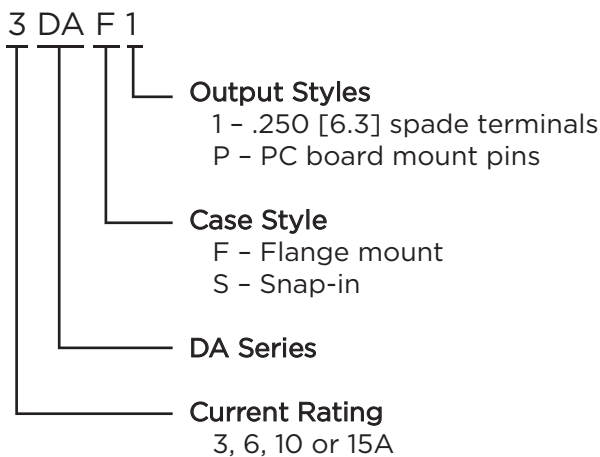 3 DA F 1
Output Styles
1 – .250 [6.3] spade terminals
P – PC board mount pins
Case Style
F – Flange mount
S – Snap-in
DA Series
Current Rating
3, 6, 10 or 15A